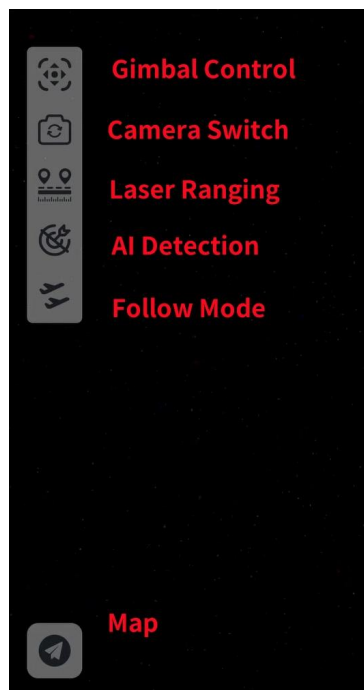 Gimbal Control
Camera Switch
Laser Ranging
AI Detection
Follow Mode
Map